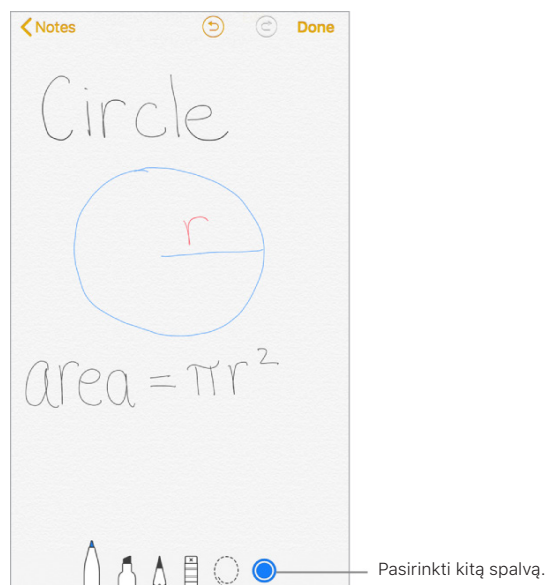 Notes Done
Circle
r
area = πr²
Pasirinkti kitą spalvą.